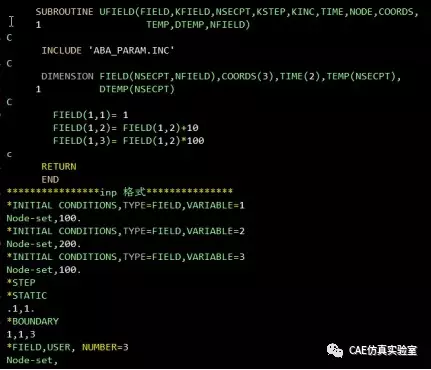 SUBROUTINE UFIELD(FIELD,KFIELD,NSECPT,KSTEP,KINC,TIME,NODE,COORDS,
1 TEMP,DTEMP,NFIELD)
C
INCLUDE 'ABA_PARAM.INC'
C
DIMENSION FIELD(NSECPT,NFIELD),COORDS(3),TIME(2),TEMP(NSECPT),
1 DTEMP(NSECPT)
C
FIELD(1,1)= 1
FIELD(1,2)= FIELD(1,2)+10
FIELD(1,3)= FIELD(1,2)*100
c
RETURN
END
****************inp 格式***************
*INITIAL CONDITIONS,TYPE=FIELD,VARIABLE=1
Node-set,100.
*INITIAL CONDITIONS,TYPE=FIELD,VARIABLE=2
Node-set,200.
*INITIAL CONDITIONS,TYPE=FIELD,VARIABLE=3
Node-set,100.
*STEP
*STATIC
.1,1.
*BOUNDARY
1,1,3
*FIELD,USER, NUMBER=3
Node-set,
CAE仿真实验室